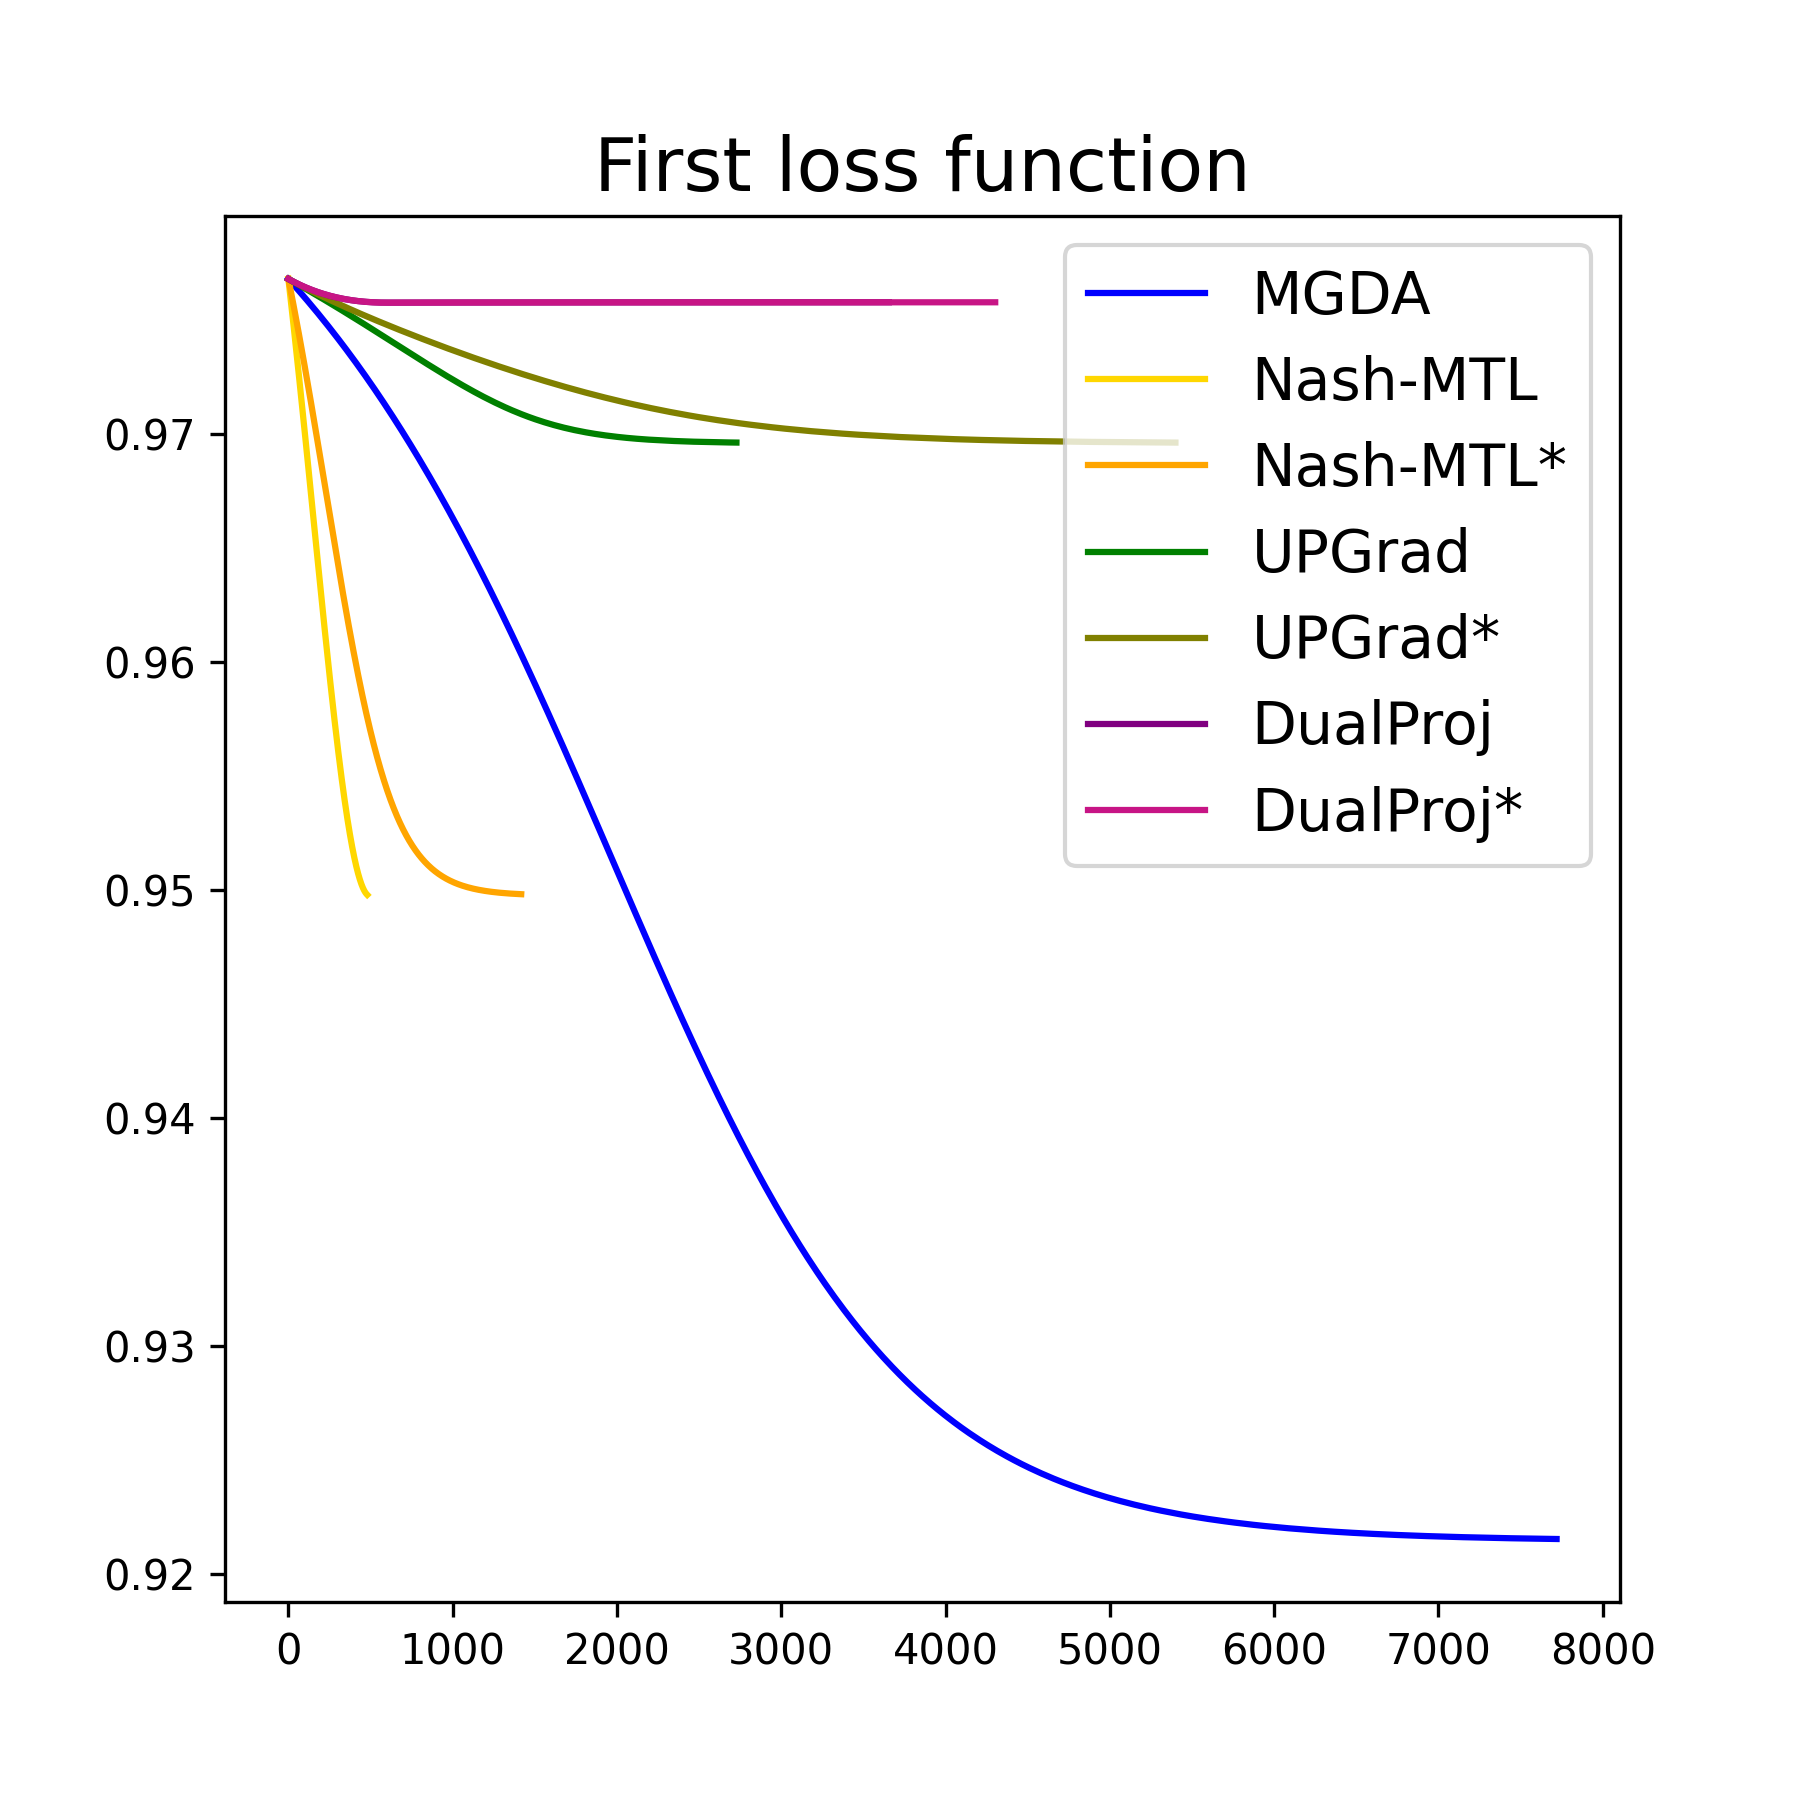 First loss function
MGDA
Nash-MTL
Nash-MTL*
UPGrad
UPGrad*
DualProj
DualProj*
0.97
0.96
0.95
0.94
0.93
0.92
0 1000 2000 3000 4000 5000 6000 7000 8000